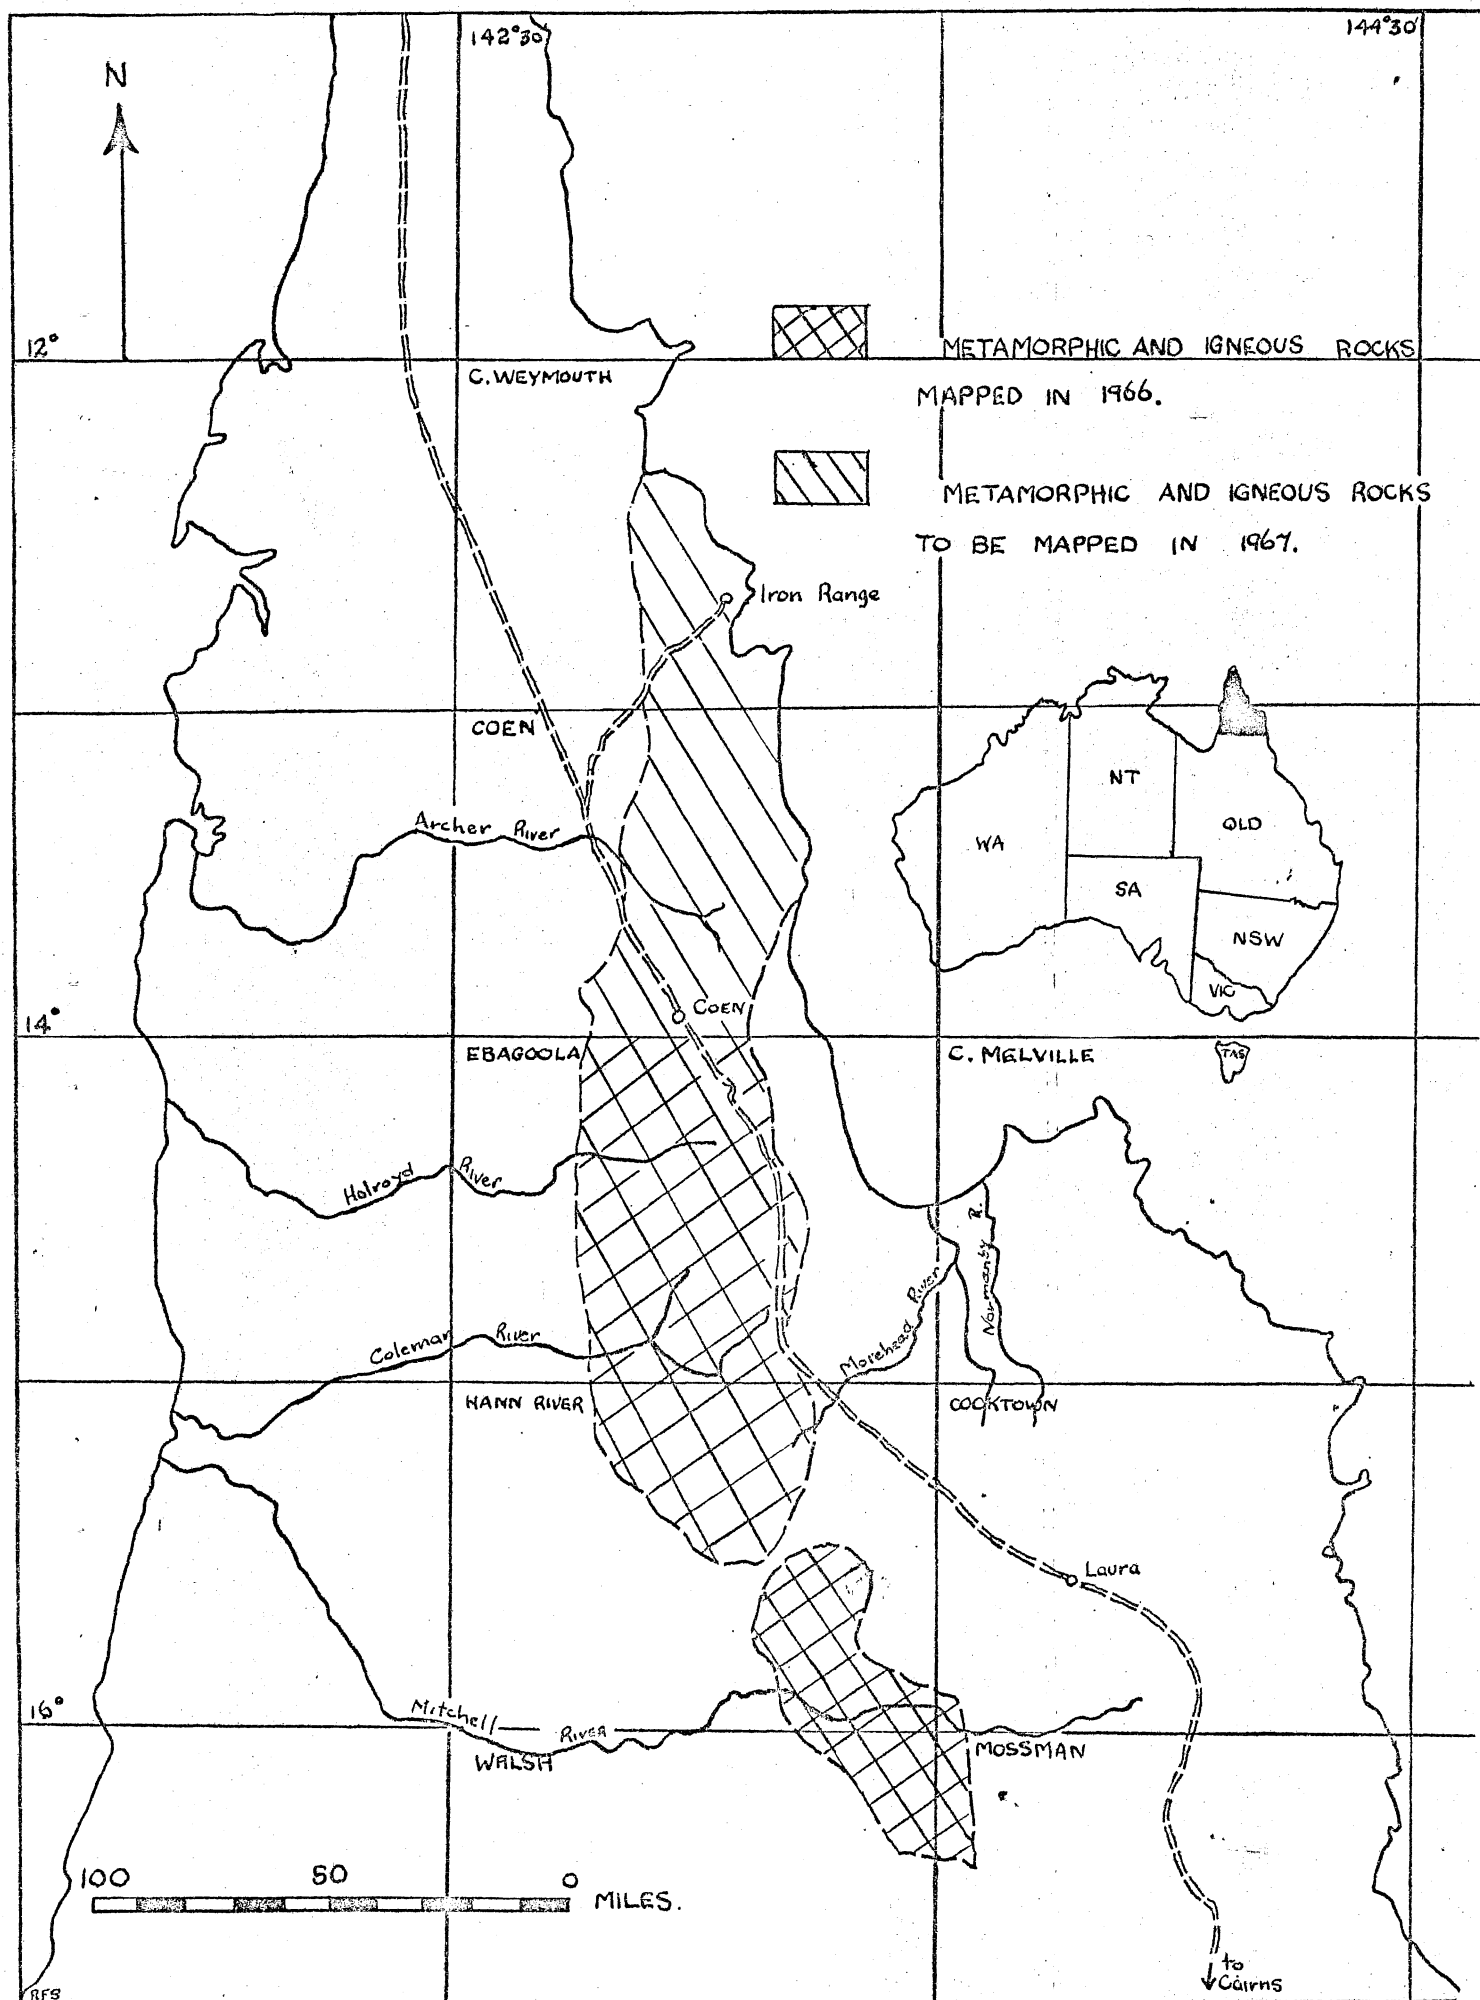 142°30'
144°30'
N
12°
METAMORPHIC AND IGNEOUS ROCKS
C. WEYMOUTH
MAPPED IN 1966.
METAMORPHIC AND IGNEOUS ROCKS
TO BE MAPPED IN 1967.
Iron Range
COEN
NT
Archer River
WA
QLD
SA
NSW
VIC
COEN
14°
EBAGOOLA
C. MELVILLE
TAS
Holroyd River
Normanby R.
Morehead River
Coleman River
HANN RIVER
COOKTOWN
Laura
16°
Mitchell River
WALSH
MOSSMAN
100 50 0 MILES.
to
Cairns
RFS